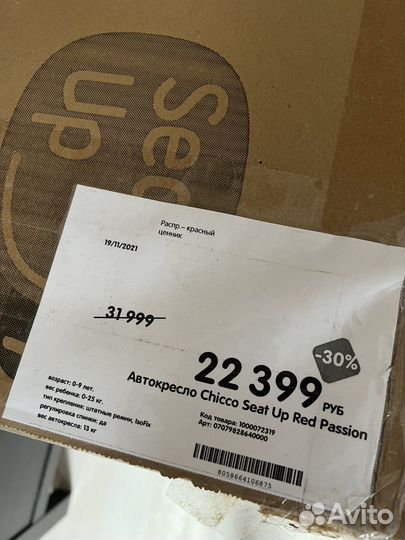 Seat
up
Распр.- красный
ценник
19/11/2021
31 999
-30%
22 399 РУБ
Автокресло Chicco Seat Up Red Passion
Код товара: 1000072319
Арт: 07079828640000
возраст: 0-9 лет.
вес ребенка: 0-25 кг.
тип крепления: штатные ремни, IsoFix
регулировка спинки: да
вес автокресла: 13 кг
8058664106875
Avito